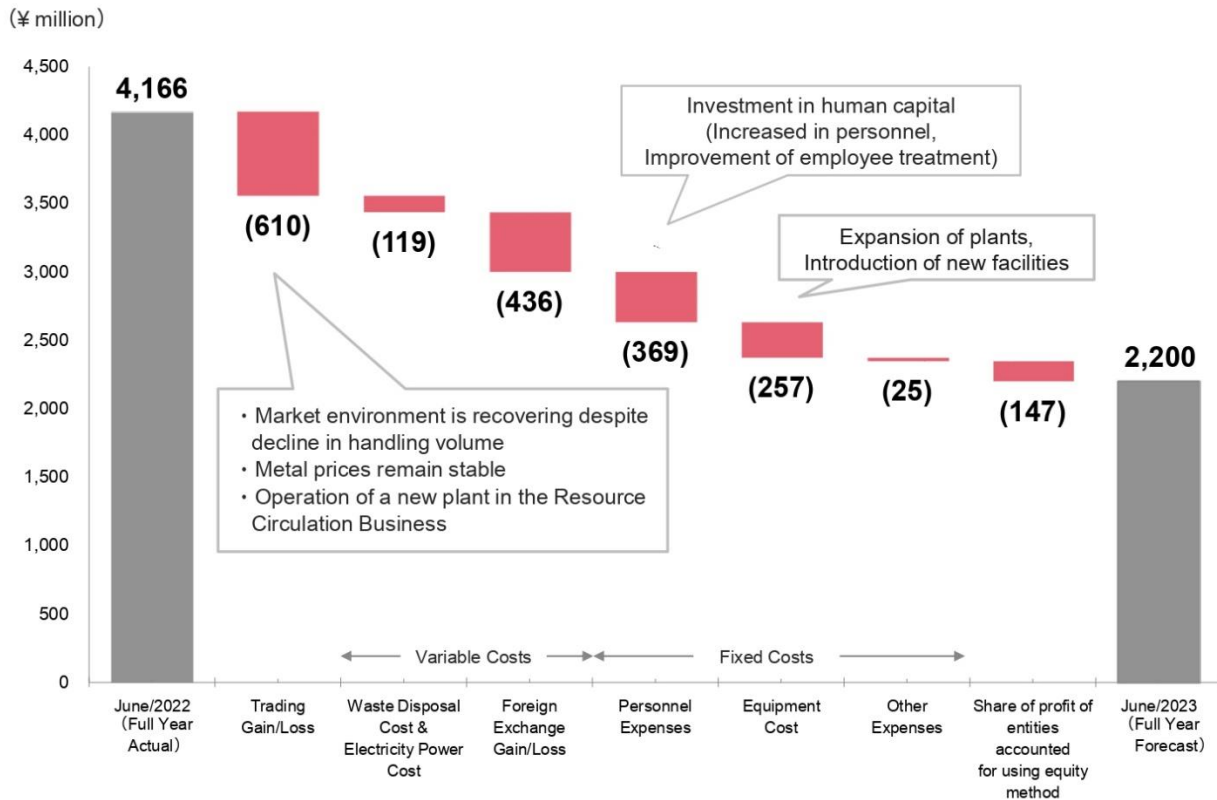 (¥ million)
4,500
4,000
3,500
3,000
2,500
2,000
1,500
1,000
500
0
4,166
(610)
(119)
(436)
(369)
(257)
(25)
(147)
2,200
Investment in human capital
(Increased in personnel,
Improvement of employee treatment)
Expansion of plants,
Introduction of new facilities
・Market environment is recovering despite
decline in handling volume
・Metal prices remain stable
・Operation of a new plant in the Resource
Circulation Business
Variable Costs
Fixed Costs
June/2022
(Full Year
Actual)
Trading
Gain/Loss
Waste Disposal
Cost &
Electricity Power
Cost
Foreign
Exchange
Gain/Loss
Personnel
Expenses
Equipment
Cost
Other
Expenses
Share of profit of
entities
accounted
for using equity
method
June/2023
(Full Year
Forecast)